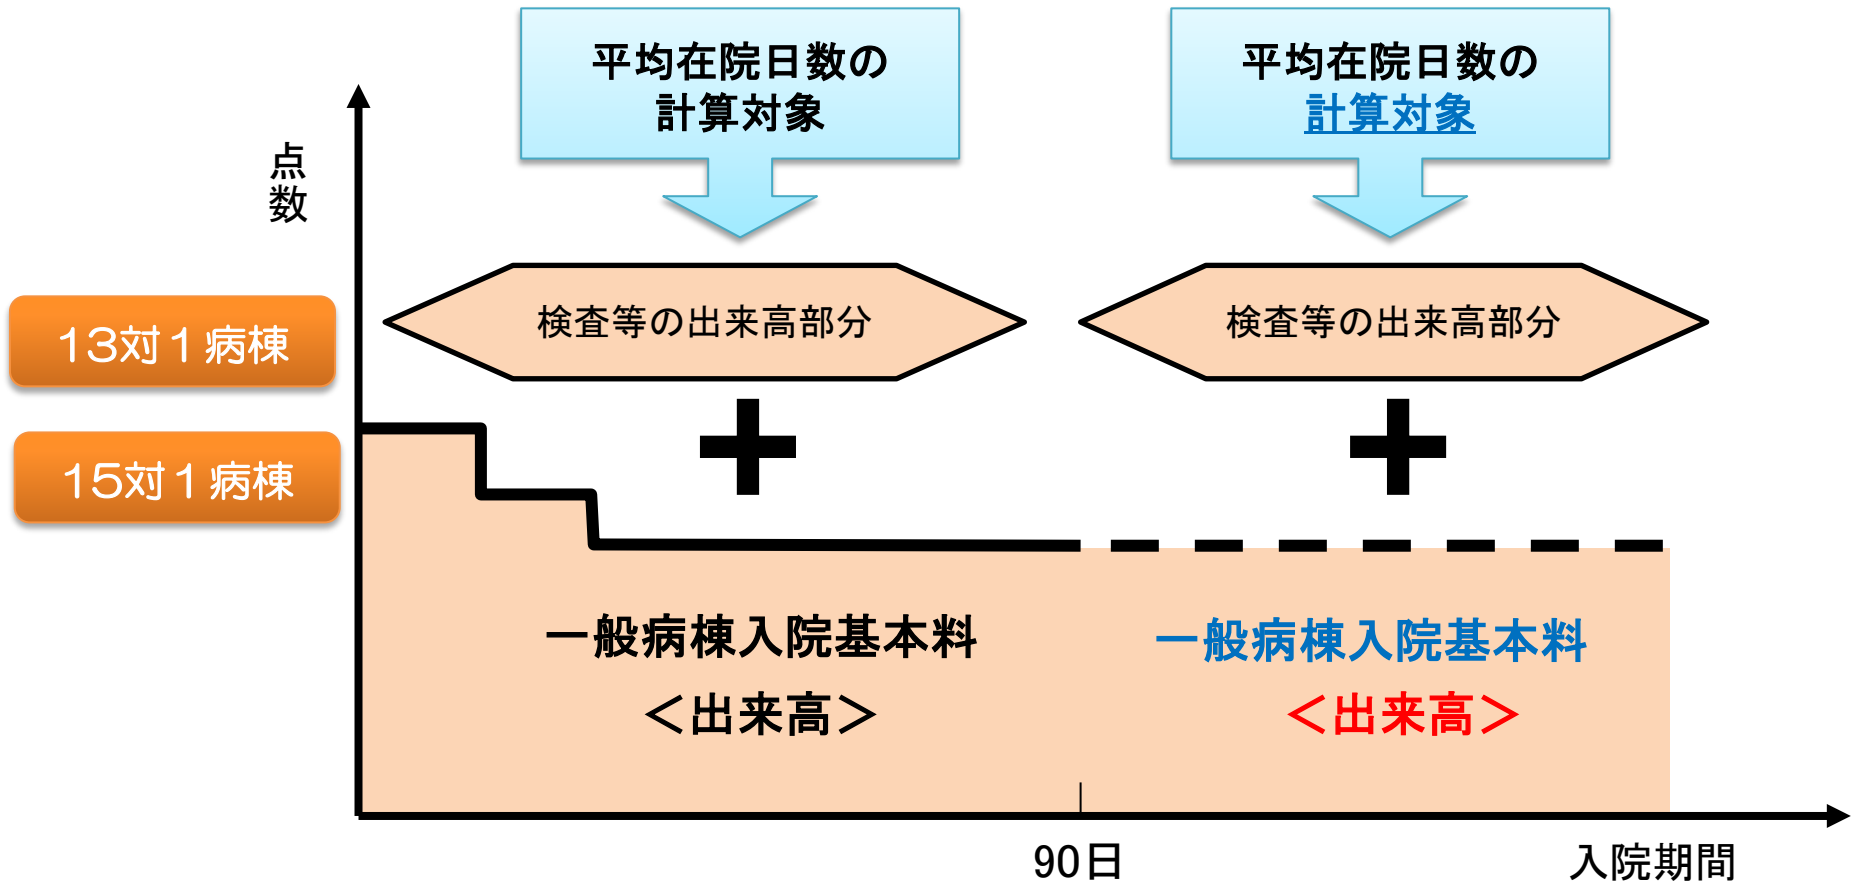 平均在院日数の
計算対象
平均在院日数の
計算対象
点数
検査等の出来高部分
検査等の出来高部分
１３対１病棟
１５対１病棟
一般病棟入院基本料
＜出来高＞
一般病棟入院基本料
＜出来高＞
90日
入院期間